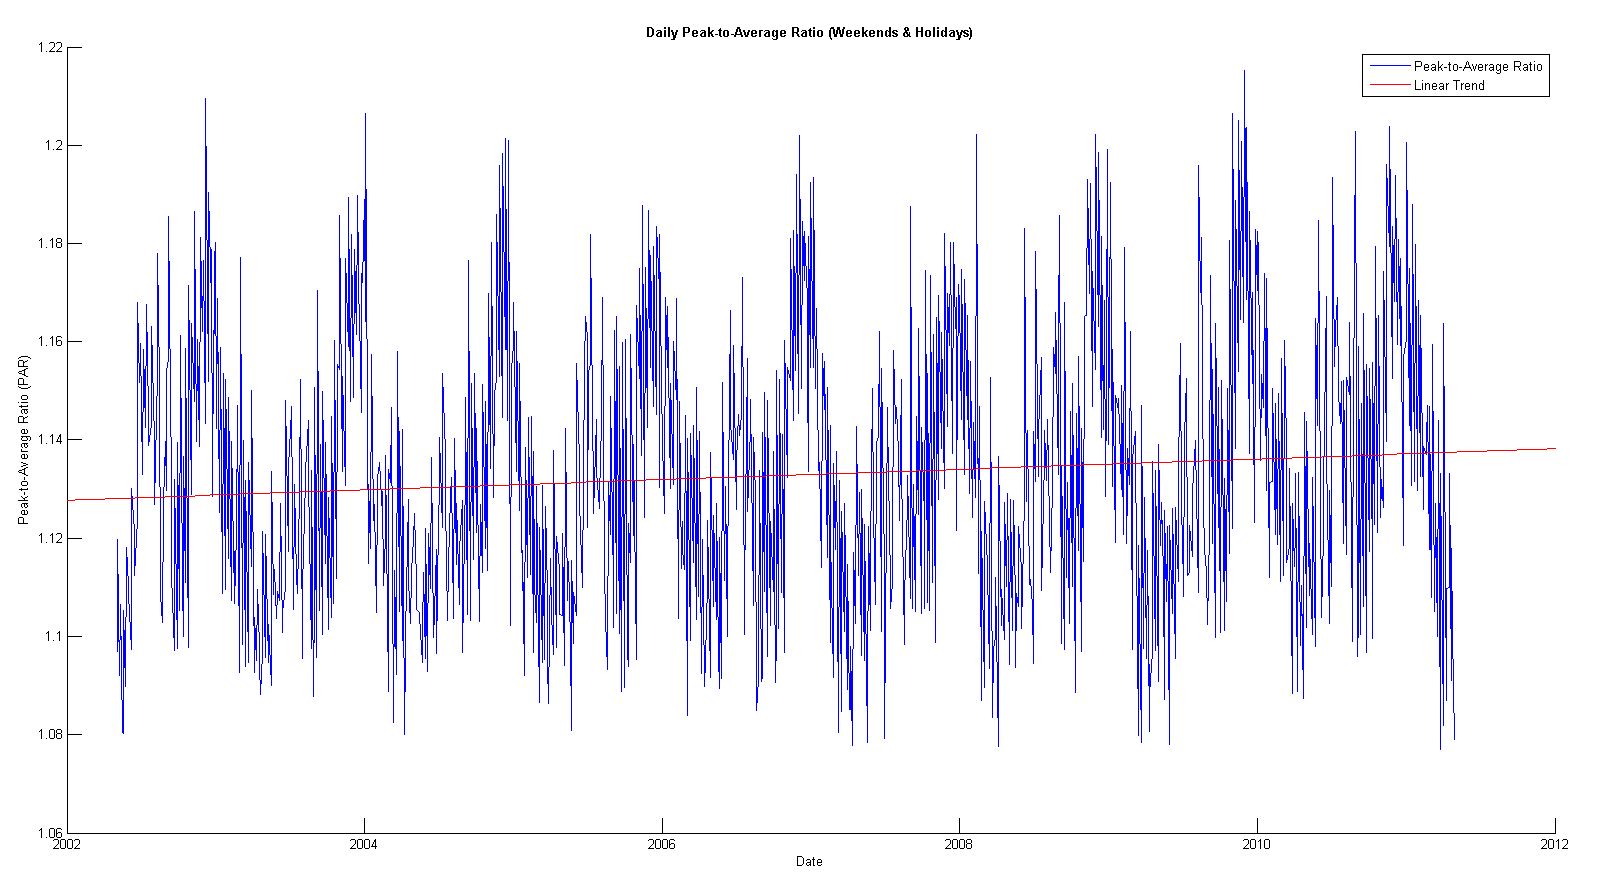 Daily Peak-to-Average Ratio (Weekends & Holidays)
1.22
Peak-to-Average Ratio
Linear Trend
1.2
1.18
1.16
1.14
1.12
1.1
1.08
1.06
Peak-to-Average Ratio (PAR)
2002 2004 2006 2008 2010 2012
Date